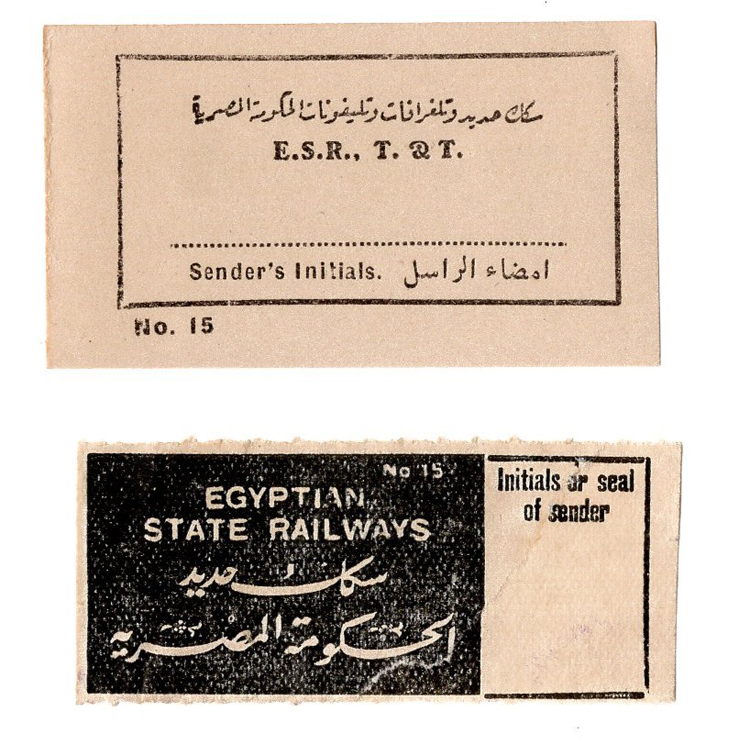 سكك حديد وتلغرافات وتليفونات الحكومة المصرية
E.S.R., T. & T.
Sender's Initials. امضاء الراسل
No. 15
No 15
EGYPTIAN
STATE RAILWAYS
سكك حديد
الحكومة المصريه
Initials or seal
of sender